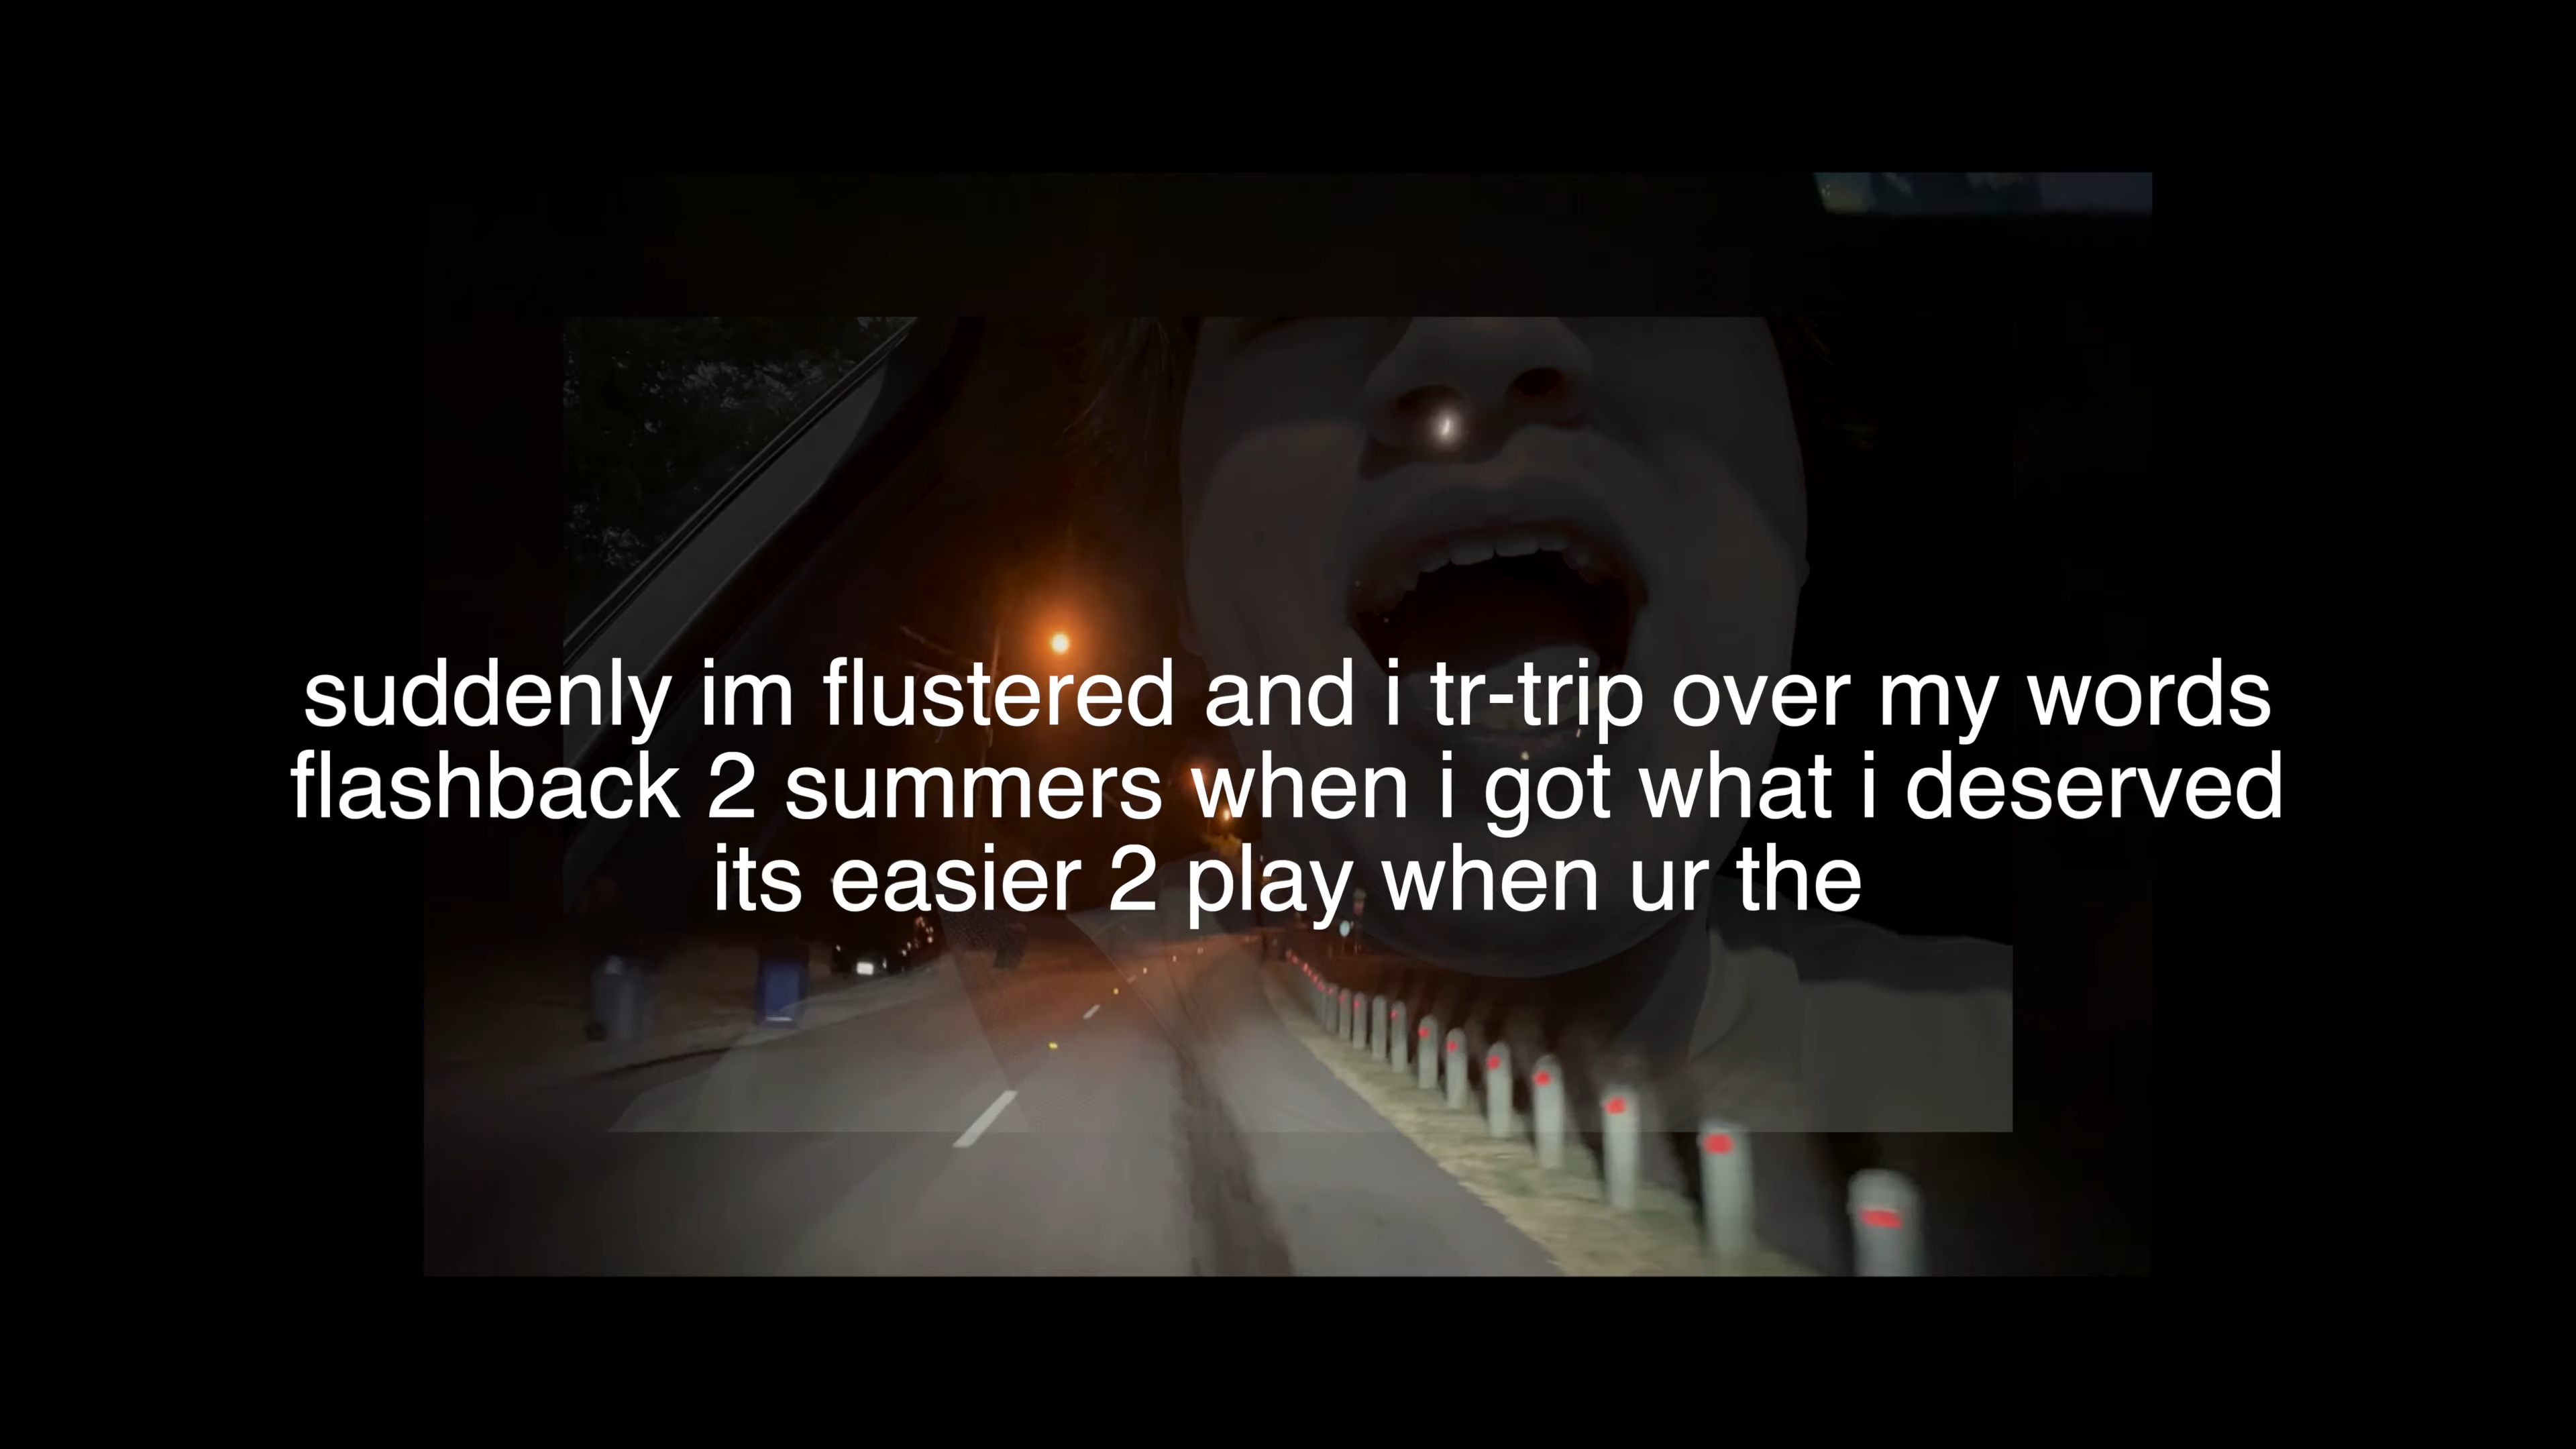 suddenly im flustered and i tr-trip over my words
flashback 2 summers when i got what i deserved
its easier 2 play when ur the